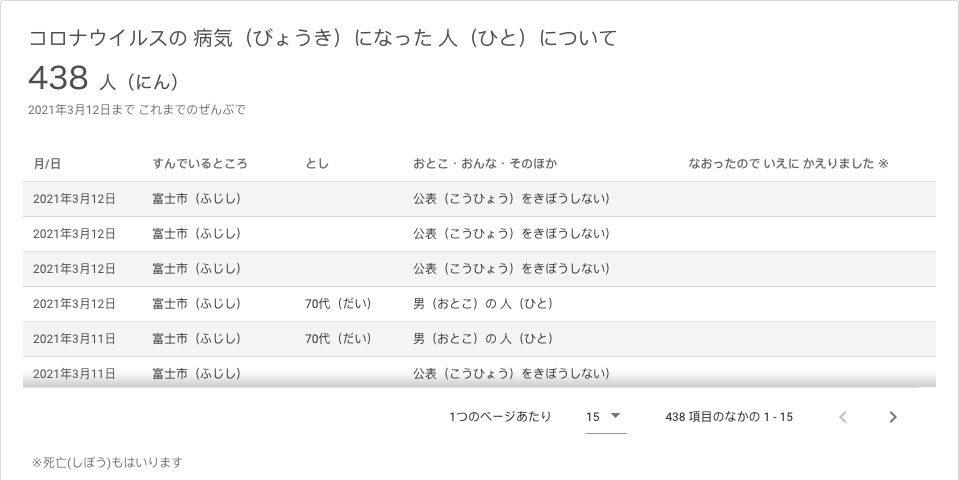 コロナウイルスの 病気（びょうき）になった 人（ひと）について
438 人（にん）
2021年3月12日まで これまでのぜんぶで
月/日 すんでいるところ とし おとこ・おんな・そのほか なおったので いえに かえりました ※
2021年3月12日 富士市（ふじし） 公表（こうひょう）をきぼうしない）
2021年3月12日 富士市（ふじし） 公表（こうひょう）をきぼうしない）
2021年3月12日 富士市（ふじし） 公表（こうひょう）をきぼうしない）
2021年3月12日 富士市（ふじし） 70代（だい） 男（おとこ）の 人（ひと）
2021年3月11日 富士市（ふじし） 70代（だい） 男（おとこ）の 人（ひと）
2021年3月11日 富士市（ふじし） 公表（こうひょう）をきぼうしない）
1つのページあたり 15 438 項目のなかの 1 - 15
※死亡(しぼう)もはいります